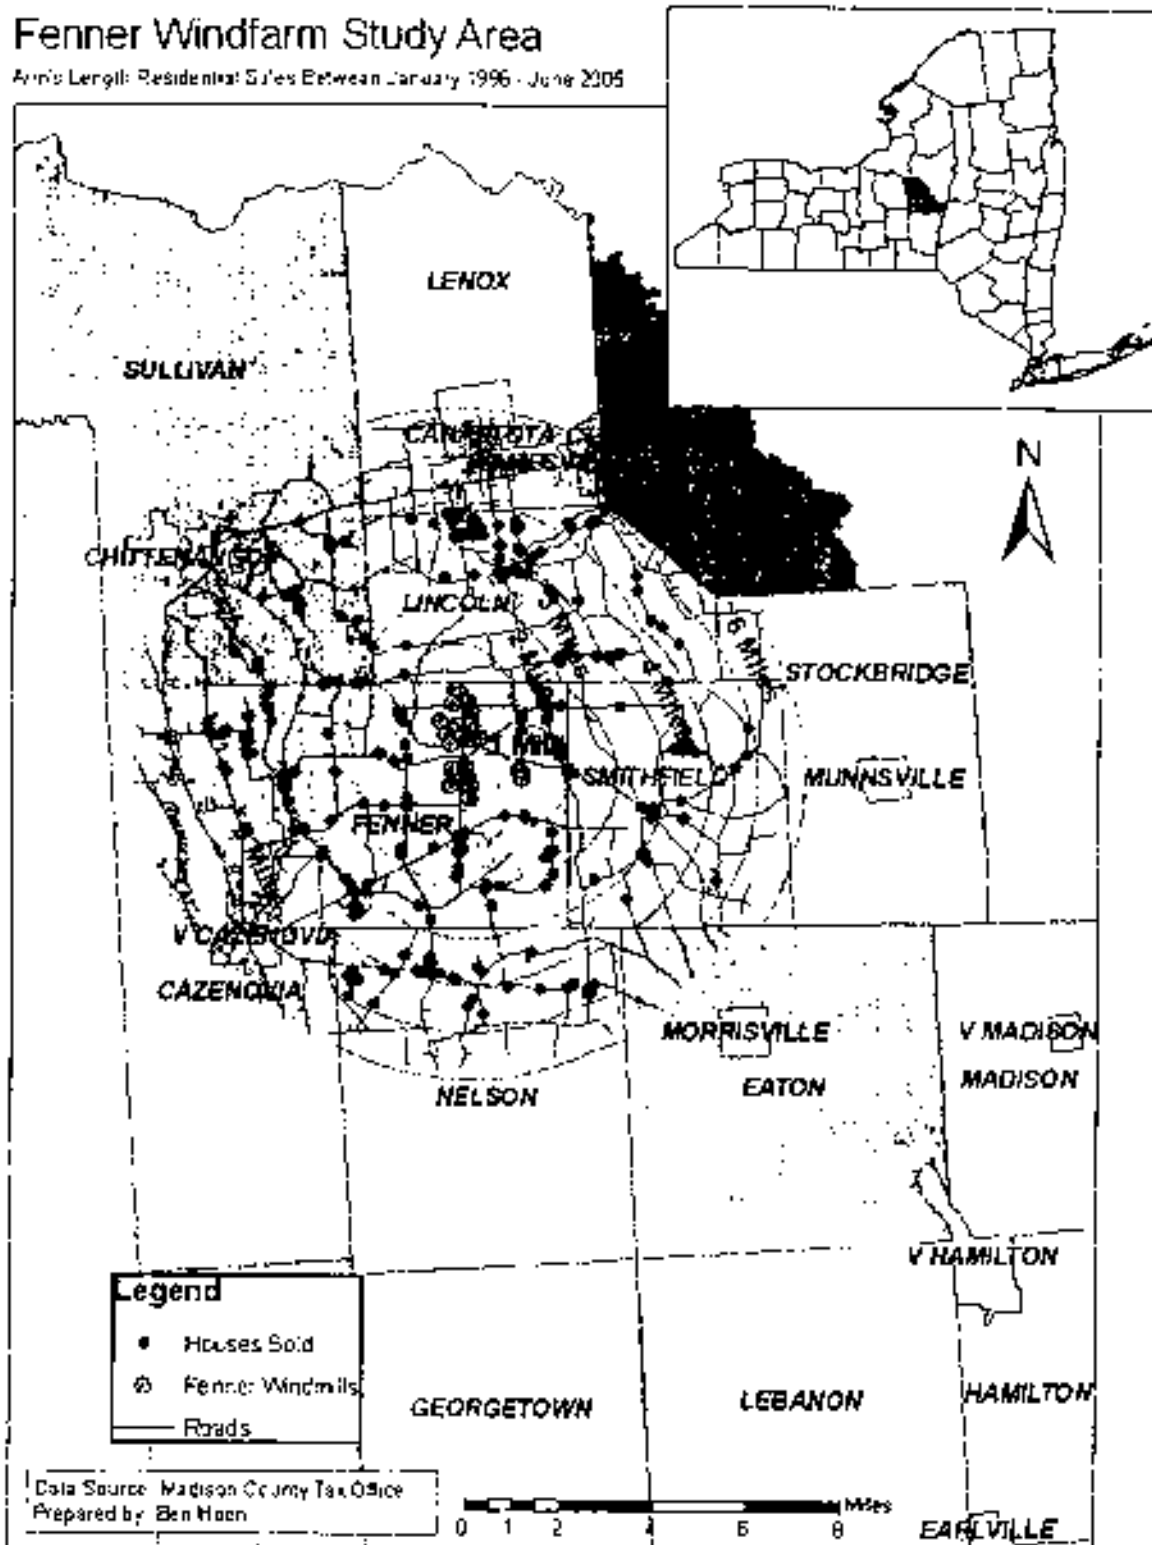 Fenner Windfarm Study Area
Arm's Length Residential Sales Between January 1996 - June 2005
LENOX
SULLIVAN
N
LINCOLN
STOCKBRIDGE
SMITHFIELD
MUNNSVILLE
FENNER
V CAZENOVIA
CAZENOVIA
MORRISVILLE
V MADISON
EATON
MADISON
NELSON
V HAMILTON
Legend
Houses Sold
Fenner Windmills
Roads
GEORGETOWN
LEBANON
HAMILTON
Data Source: Madison County Tax Office
Prepared by: Ben Hoen
0 1 2 4 6 8 Miles
EARLVILLE